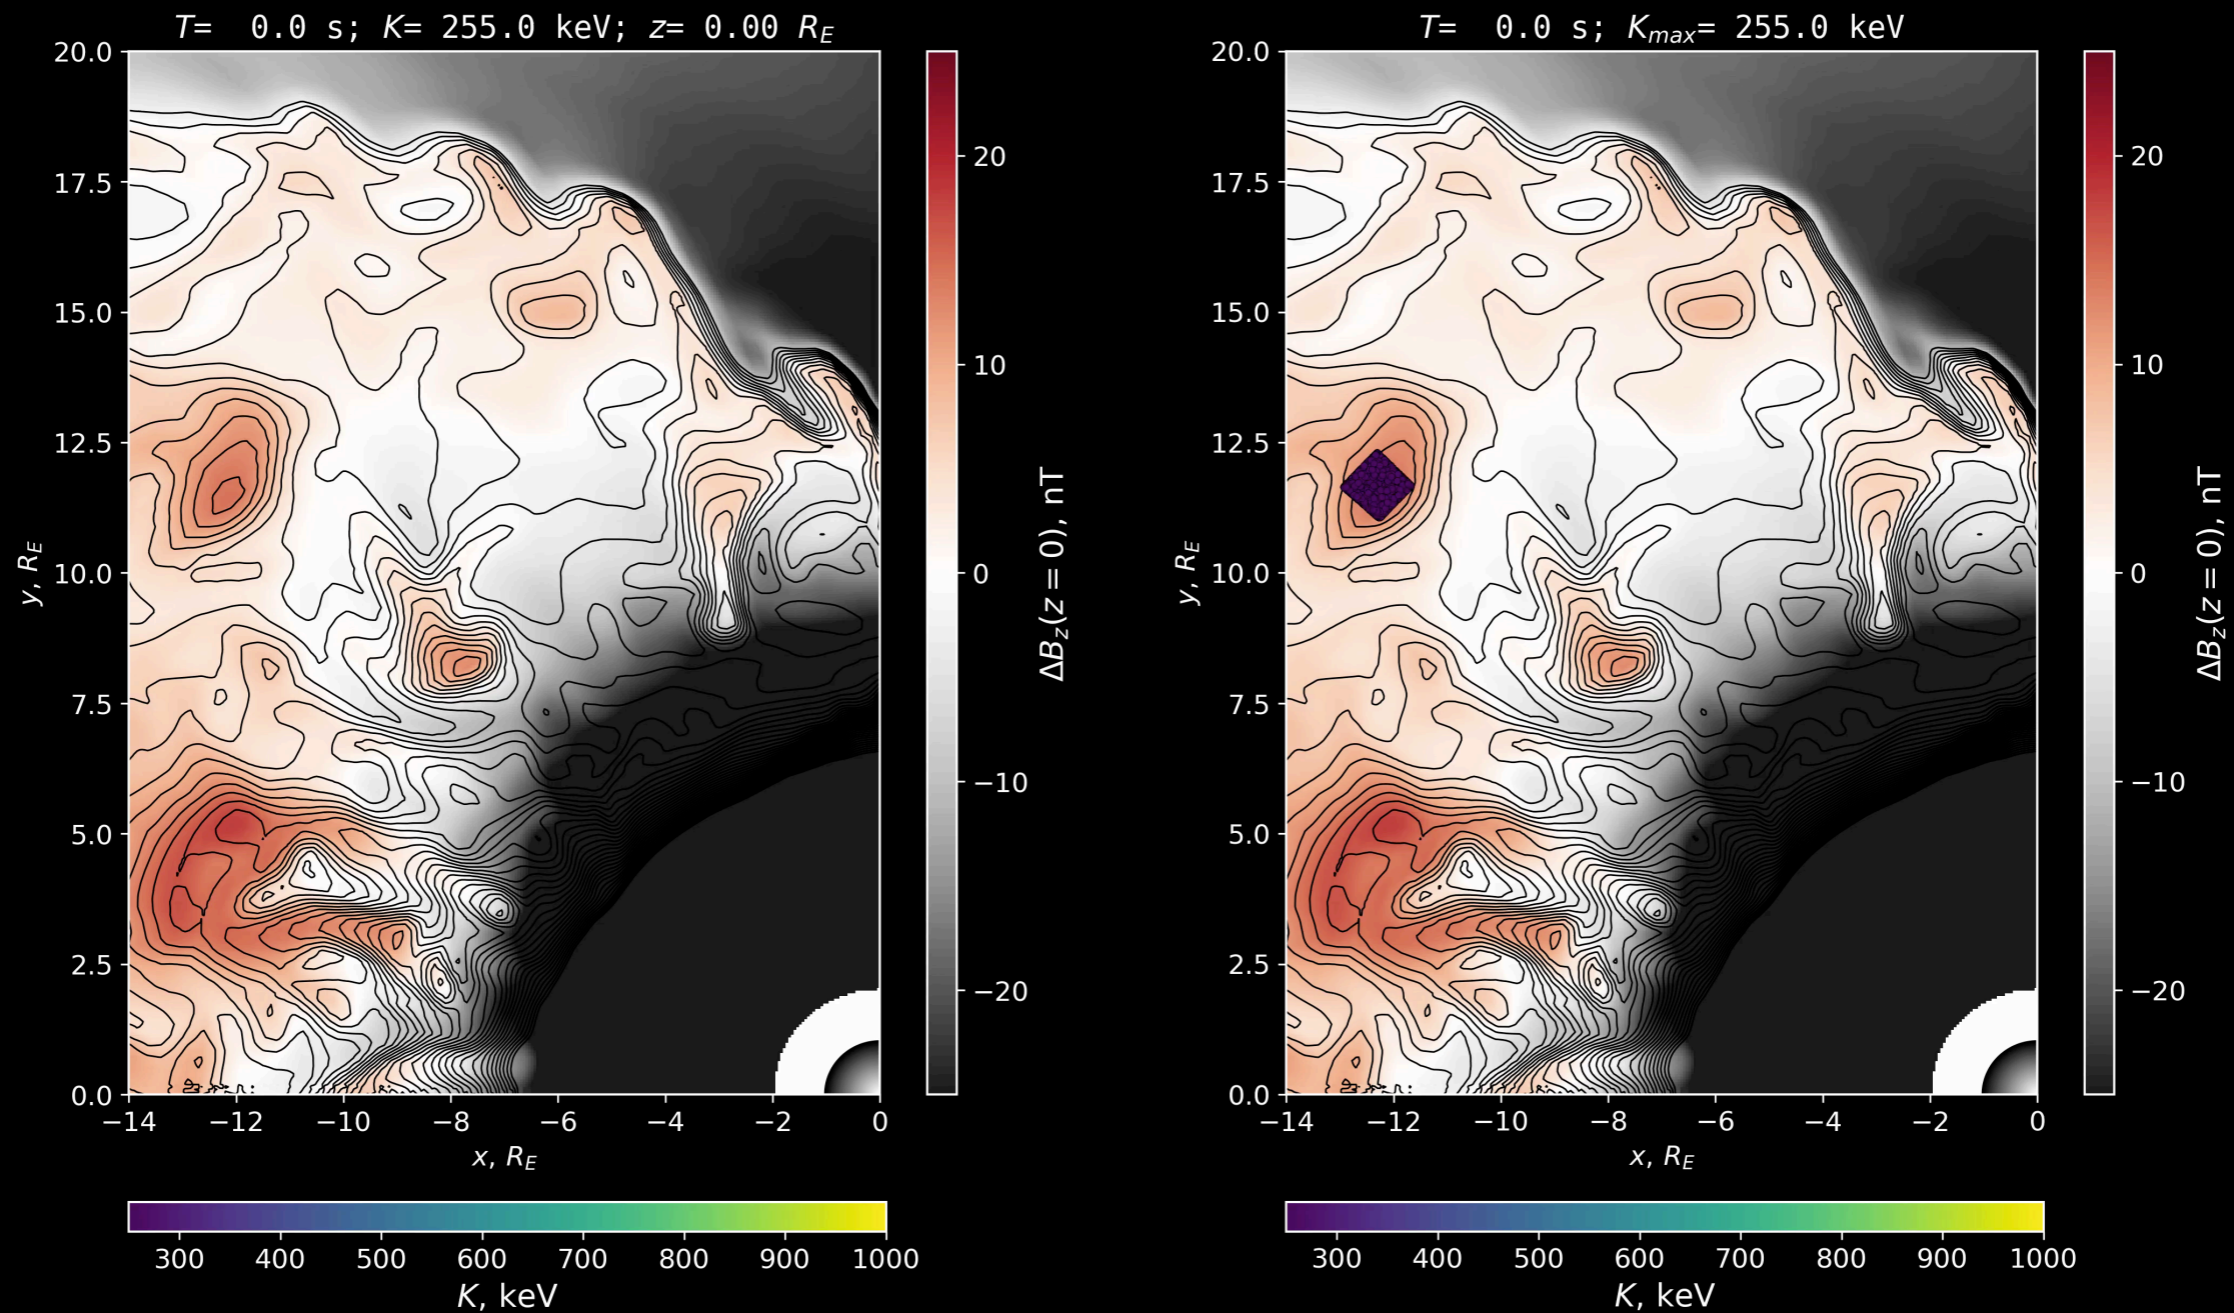 T=  0.0 s; K= 255.0 keV; z= 0.00 R_E
20.0
17.5
15.0
12.5
10.0
7.5
5.0
2.5
0.0
y, R_E
−14 −12 −10 −8 −6 −4 −2 0
x, R_E
20
10
0
−10
−20
ΔB_z(z = 0), nT
300 400 500 600 700 800 900 1000
K, keV
T=  0.0 s; K_max= 255.0 keV
20.0
17.5
15.0
12.5
10.0
7.5
5.0
2.5
0.0
y, R_E
−14 −12 −10 −8 −6 −4 −2 0
x, R_E
20
10
0
−10
−20
ΔB_z(z = 0), nT
300 400 500 600 700 800 900 1000
K, keV